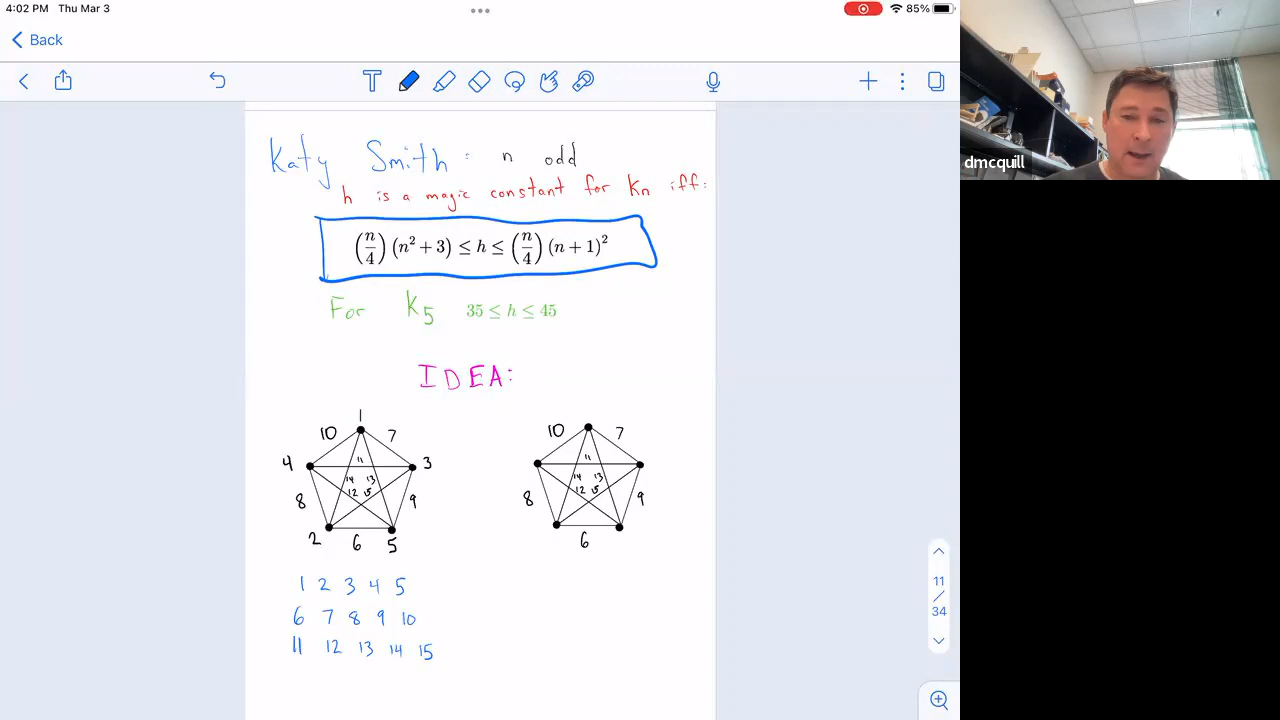 4:02 PM Thu Mar 3
85%
Back
T
Katy Smith: n odd
h is a magic constant for Kn iff:
(n/4) (n² + 3) ≤ h ≤ (n/4) (n + 1)²
For K5 35 ≤ h ≤ 45
IDEA:
1
10 7
4 11 3
14 13
12 15
8 9
2 6 5
10 7
11
14 13
12 15
8 9
6
1 2 3 4 5
6 7 8 9 10
11 12 13 14 15
11
/
34
dmcquill